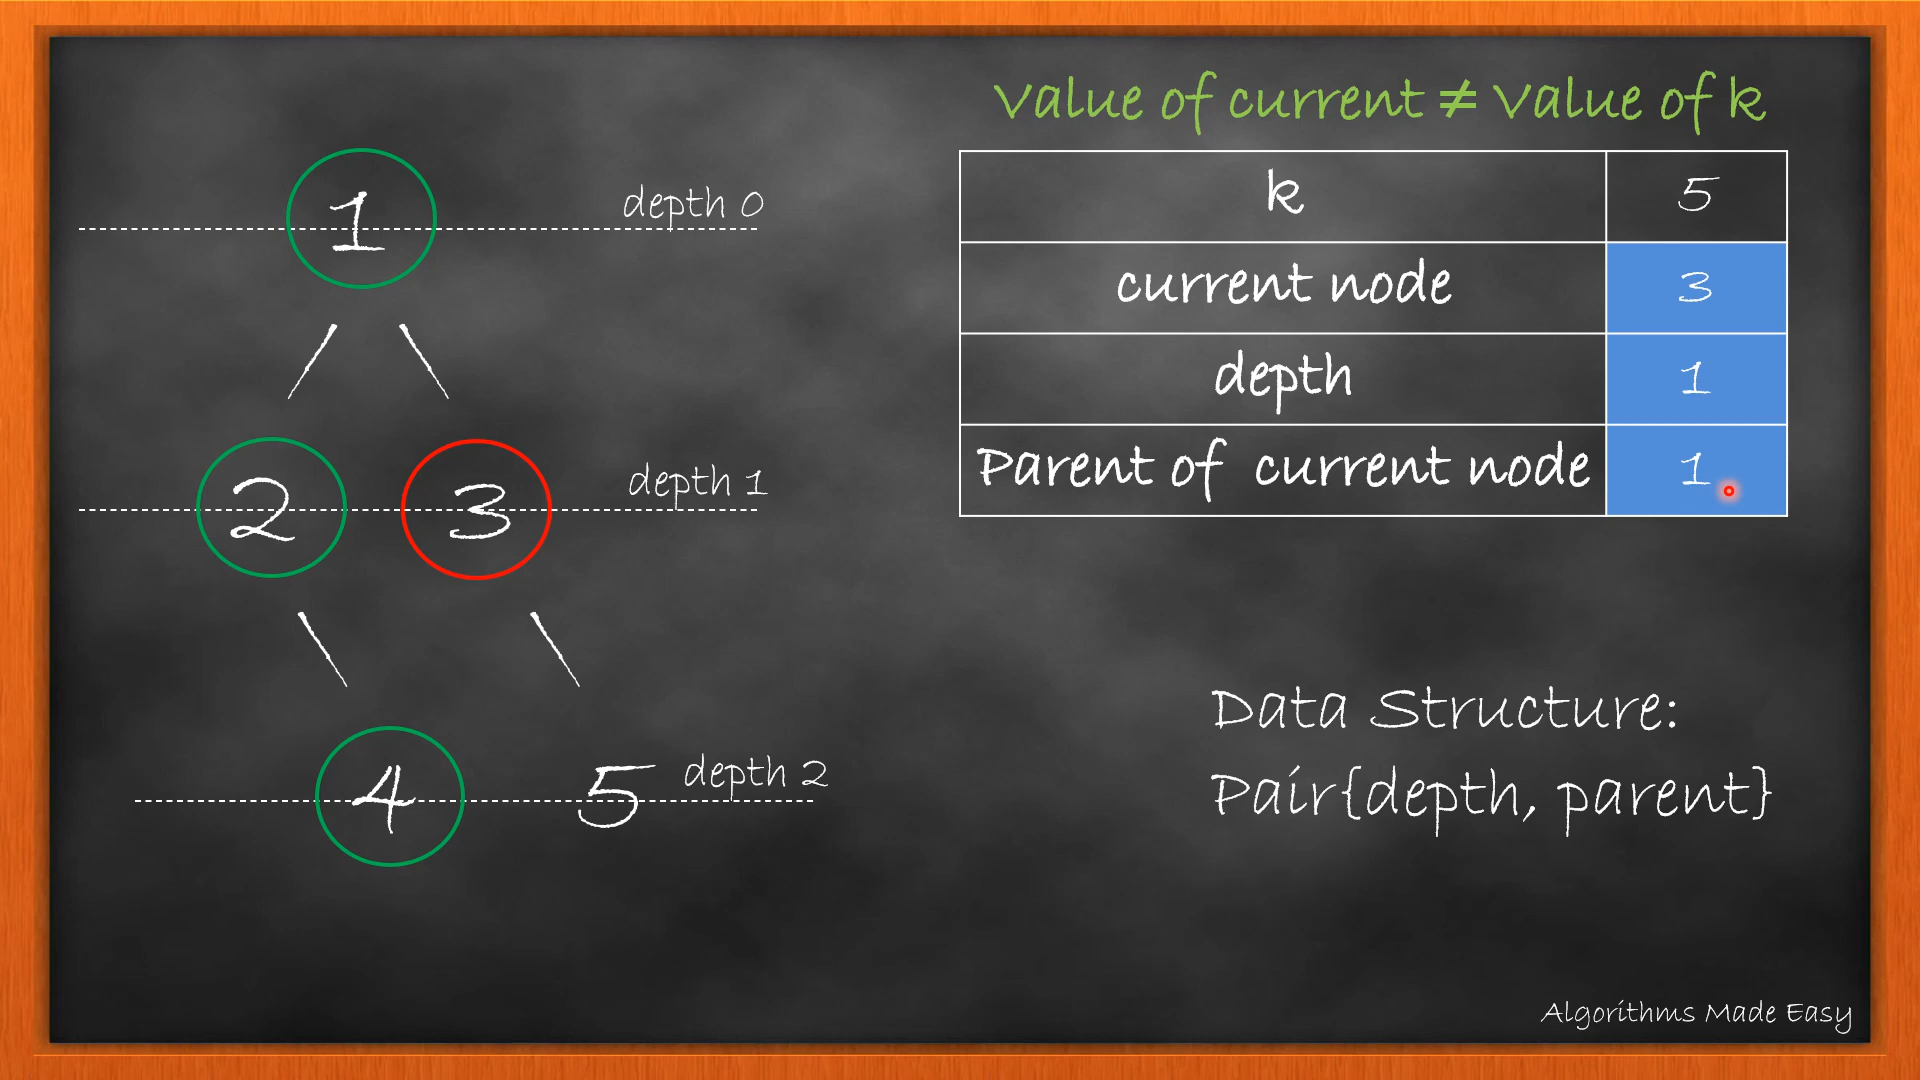 Value of current ≠ Value of k
k 5
current node 3
depth 1
Parent of current node 1
1 depth 0
2 3 depth 1
4 5 depth 2
Data Structure:
Pair{depth, parent}
Algorithms Made Easy